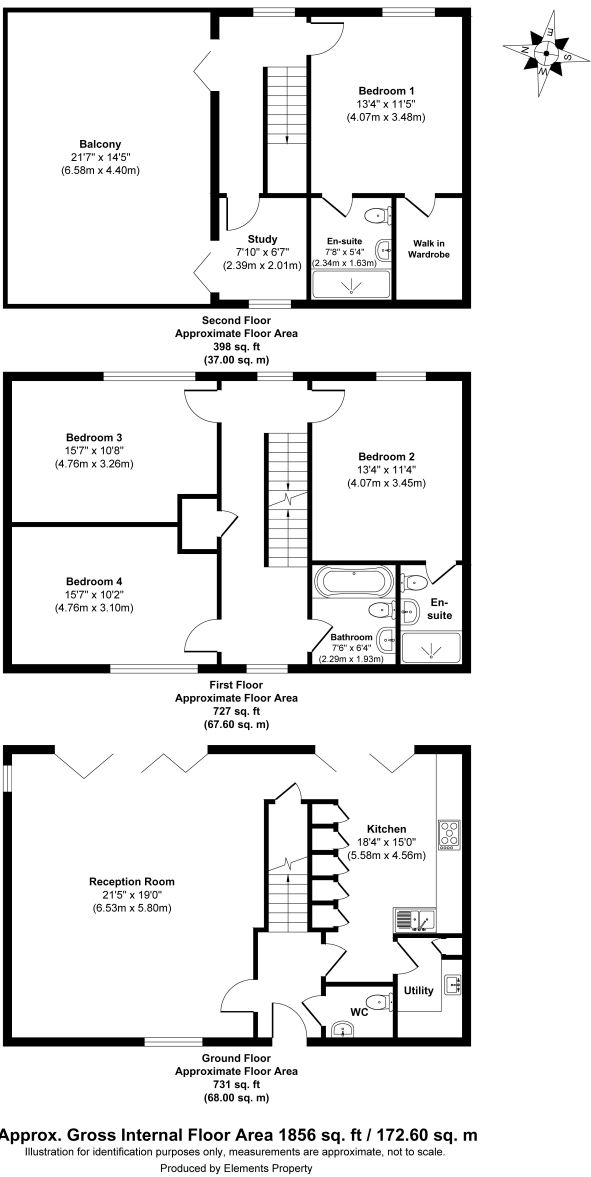 N
E
S
W
Balcony
21'7" x 14'5"
(6.58m x 4.40m)
Bedroom 1
13'4" x 11'5"
(4.07m x 3.48m)
Study
7'10" x 6'7"
(2.39m x 2.01m)
En-suite
7'8" x 5'4"
(2.34m x 1.63m)
Walk in
Wardrobe
Second Floor
Approximate Floor Area
398 sq. ft
(37.00 sq. m)
Bedroom 3
15'7" x 10'8"
(4.76m x 3.26m)
Bedroom 2
13'4" x 11'4"
(4.07m x 3.45m)
Bedroom 4
15'7" x 10'2"
(4.76m x 3.10m)
Bathroom
7'6" x 6'4"
(2.29m x 1.93m)
En-
suite
First Floor
Approximate Floor Area
727 sq. ft
(67.60 sq. m)
Kitchen
18'4" x 15'0"
(5.58m x 4.56m)
Reception Room
21'5" x 19'0"
(6.53m x 5.80m)
Utility
WC
Ground Floor
Approximate Floor Area
731 sq. ft
(68.00 sq. m)
Approx. Gross Internal Floor Area 1856 sq. ft / 172.60 sq. m
Illustration for identification purposes only, measurements are approximate, not to scale.
Produced by Elements Property